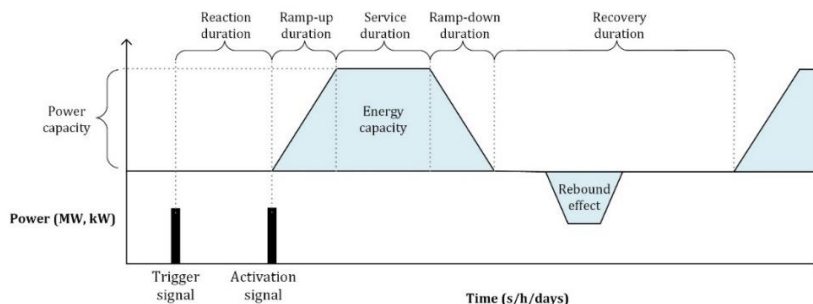 Reaction
duration
Ramp-up
duration
Service
duration
Ramp-down
duration
Recovery
duration
Power
capacity
Energy
capacity
Rebound
effect
Power (MW, kW)
Trigger
signal
Activation
signal
Time (s/h/days)